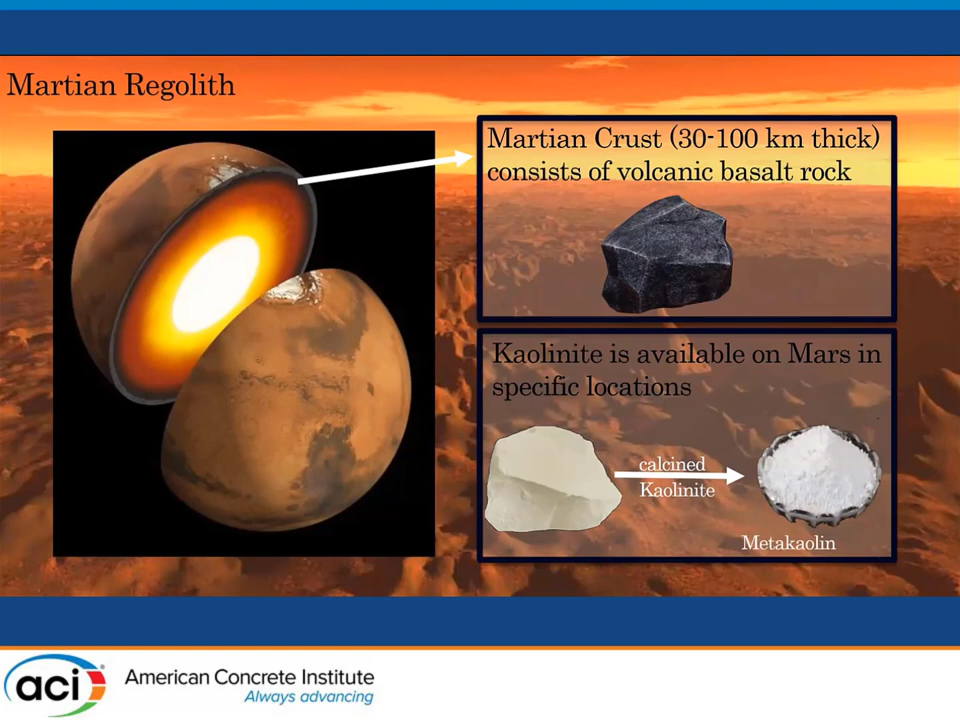 Martian Regolith
Martian Crust (30-100 km thick)
consists of volcanic basalt rock
Kaolinite is available on Mars in
specific locations
calcined
Kaolinite
Metakaolin
aci
American Concrete Institute
Always advancing